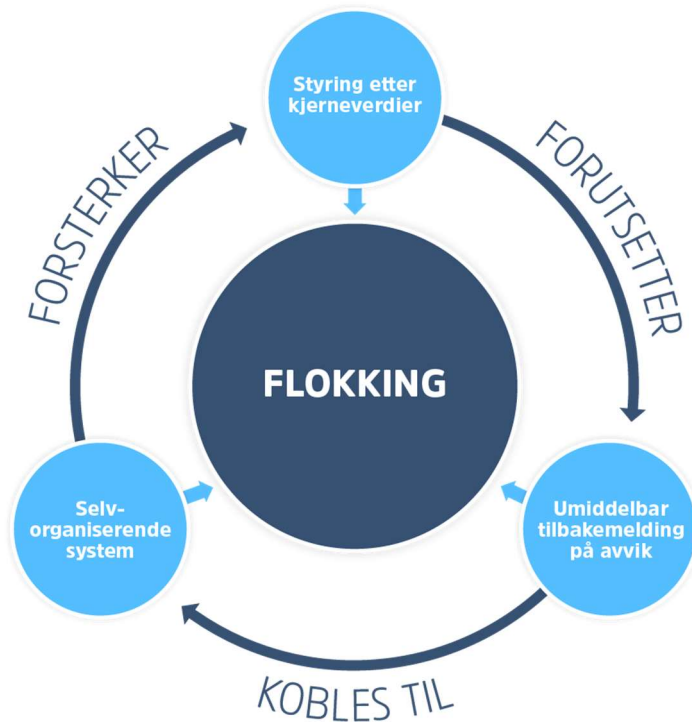 Styring etter
kjerneverdier
FORSTERKER
FORUTSETTER
FLOKKING
Selv-
organiserende
system
Umiddelbar
tilbakemelding
på avvik
KOBLES TIL